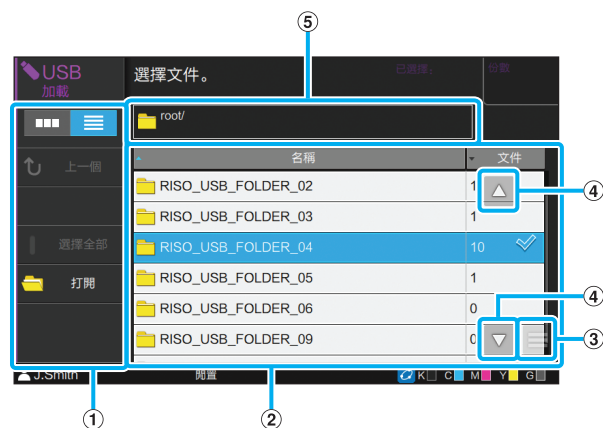 ⑤
USB
加載
選擇文件。
已選擇：
份數
root/
名稱
文件
上一個
選擇全部
打開
RISO_USB_FOLDER_02
1
RISO_USB_FOLDER_03
1
RISO_USB_FOLDER_04
10
RISO_USB_FOLDER_05
1
RISO_USB_FOLDER_06
0
RISO_USB_FOLDER_09
0
④
④
③
J.Smith
閒置
K C M Y G
①
②